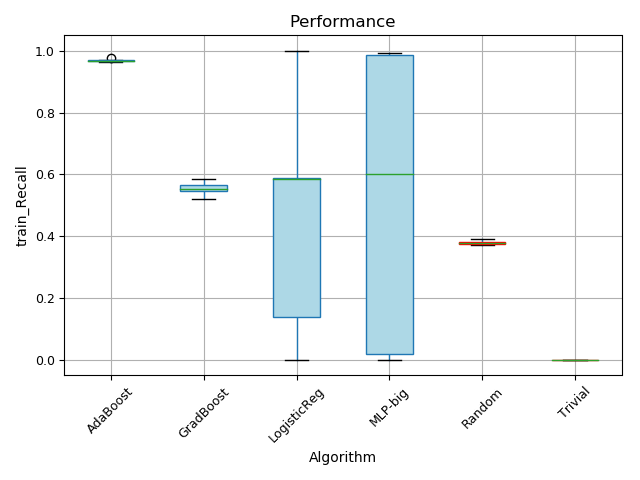 Performance
train_Recall
1.0
0.8
0.6
0.4
0.2
0.0
AdaBoost
GradBoost
LogisticReg
MLP-big
Random
Trivial
Algorithm